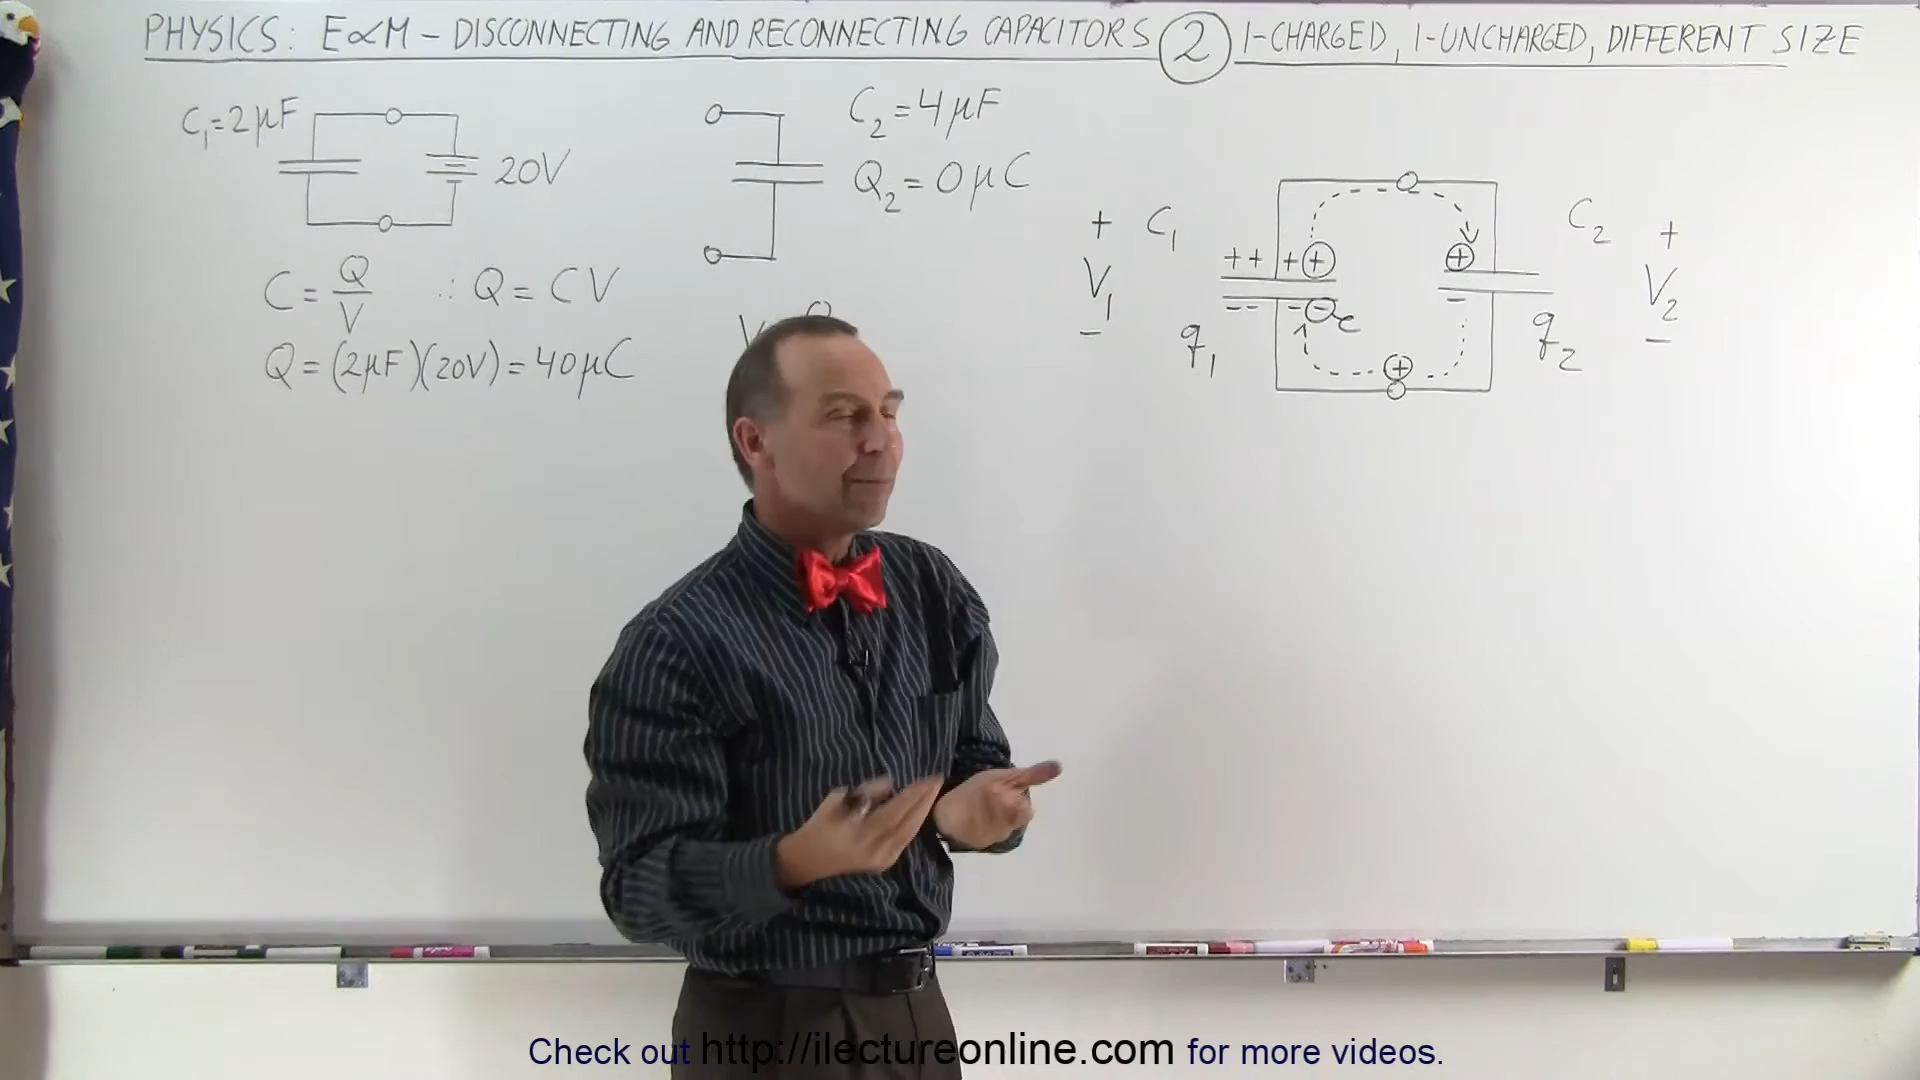 PHYSICS: E∝M – DISCONNECTING AND RECONNECTING CAPACITORS ② 1-CHARGED, 1-UNCHARGED, DIFFERENT SIZE
C₁=2μF
20V
C₂=4μF
Q₂=0μC
C = Q/V ∴ Q = CV
Q = (2μF)(20V) = 40μC
+ C₁
V₁
–
q₁
++ + +
-- - - e
+
+
-
C₂ +
V₂
–
q₂
Check out http://ilectureonline.com for more videos.